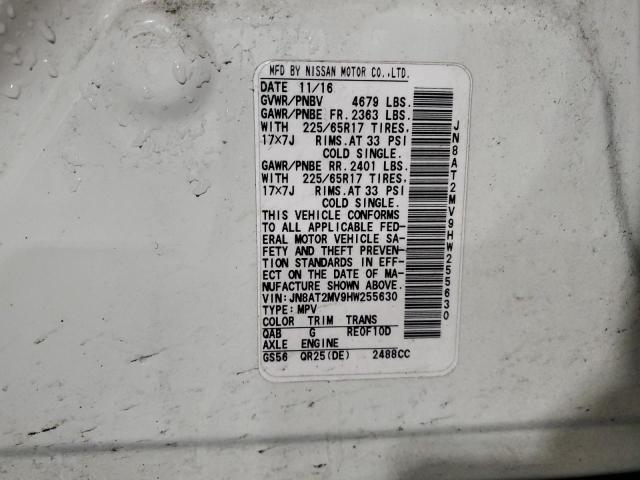 MFD BY NISSAN MOTOR CO.,LTD.
DATE 11/16
GVWR/PNBV 4679 LBS.
GAWR/PNBE FR. 2363 LBS.
WITH 225/65R17 TIRES,
17×7J RIMS.AT 33 PSI
COLD SINGLE.
GAWR/PNBE RR. 2401 LBS.
WITH 225/65R17 TIRES,
17×7J RIMS.AT 33 PSI
COLD SINGLE.
THIS VEHICLE CONFORMS
TO ALL APPLICABLE FED-
ERAL MOTOR VEHICLE SA-
FETY AND THEFT PREVEN-
TION STANDARDS IN EFF-
ECT ON THE DATE OF MA-
NUFACTURE SHOWN ABOVE.
VIN:JN8AT2MV9HW255630
TYPE:MPV
COLOR TRIM TRANS
QAB G RE0F10D
AXLE ENGINE
GS56 QR25(DE) 2488CC
JN8AT2MV9HW255630